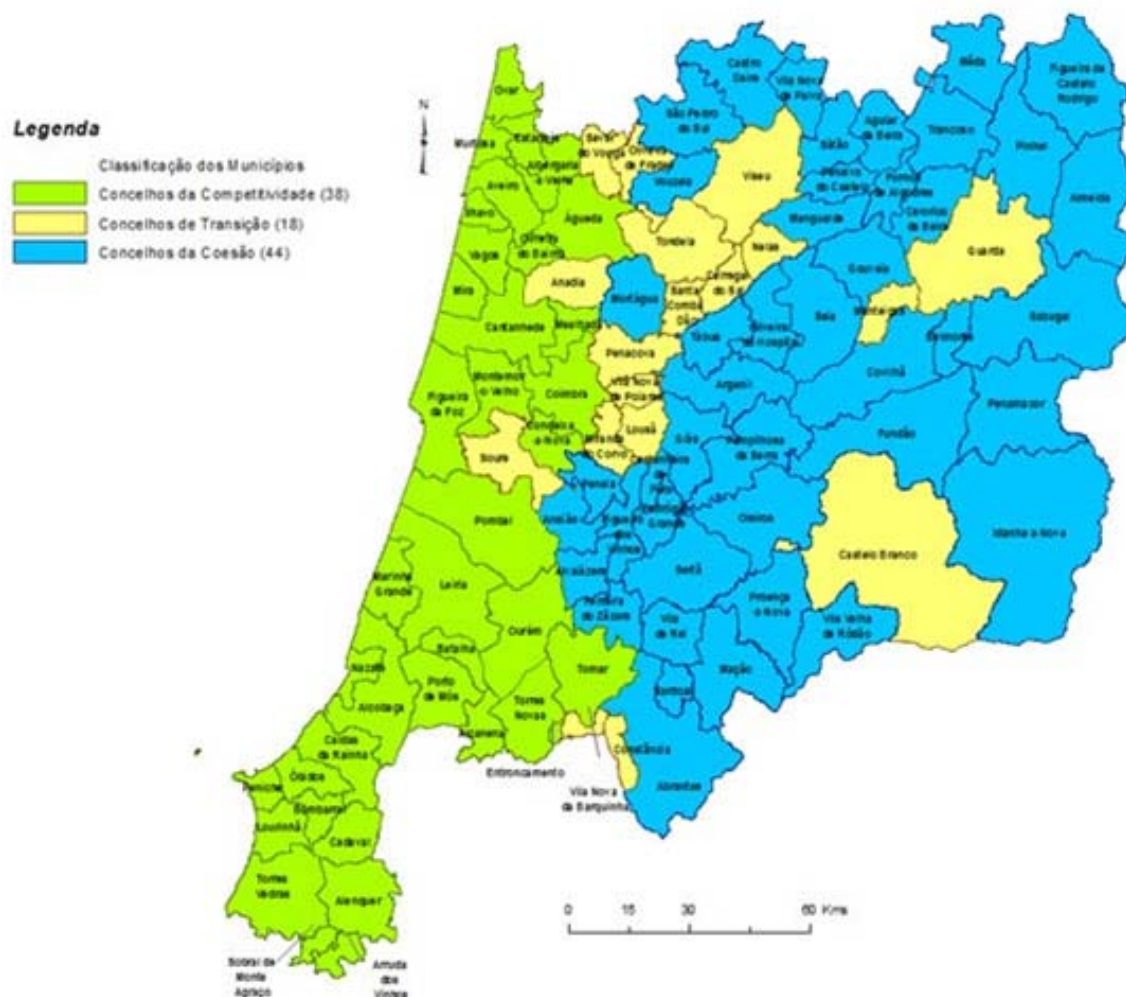 Legenda
Classificação dos Municípios
Concelhos da Competitividade (38)
Concelhos de Transição (18)
Concelhos da Coesão (44)
N
Ovar
Murtosa
Estarreja
Albergaria
a Velha
Sever
do Vouga
Oliveira
de Frades
São Pedro
do Sul
Castro
Daire
Vila Nova
de Paiva
Mêda
Figueira de
Castelo
Rodrigo
Aveiro
Ílhavo
Águeda
Vouzela
Viseu
Sátão
Aguiar
da Beira
Trancoso
Pinhel
Penalva
do Castelo
Fornos
de Algodres
Almeida
Vagos
Oliveira
do Bairro
Tondela
Nelas
Mangualde
Celorico
da Beira
Guarda
Mira
Anadia
Mortágua
Santa
Comba
Dão
Carregal
do Sal
Gouveia
Seia
Manteigas
Sabugal
Cantanhede
Mealhada
Penacova
Tábua
Oliveira
do Hospital
Covilhã
Belmonte
Montemor
o Velho
Figueira
da Foz
Coimbra
Vila Nova
de Poiares
Arganil
Penamacor
Condeixa
a Nova
Soure
Miranda
do Corvo
Lousã
Góis
Pampilhosa
da Serra
Fundão
Penela
Ansião
Oleiros
Castelo Branco
Idanha a Nova
Pombal
Marinha
Grande
Leiria
Alvaiázere
Sertã
Proença
a Nova
Vila Velha
de Ródão
Ferreira
do Zêzere
Vila
de Rei
Ourém
Batalha
Tomar
Mação
Nazaré
Porto
de Mós
Torres
Novas
Sardoal
Alcobaça
Alcanena
Constância
Abrantes
Entroncamento
Vila Nova
da Barquinha
Caldas
da Rainha
Óbidos
Peniche
Bombarral
Lourinhã
Cadaval
Torres
Vedras
Alenquer
Sobral de
Monte
Agraço
Arruda
dos
Vinhos
0 15 30 60 Kms